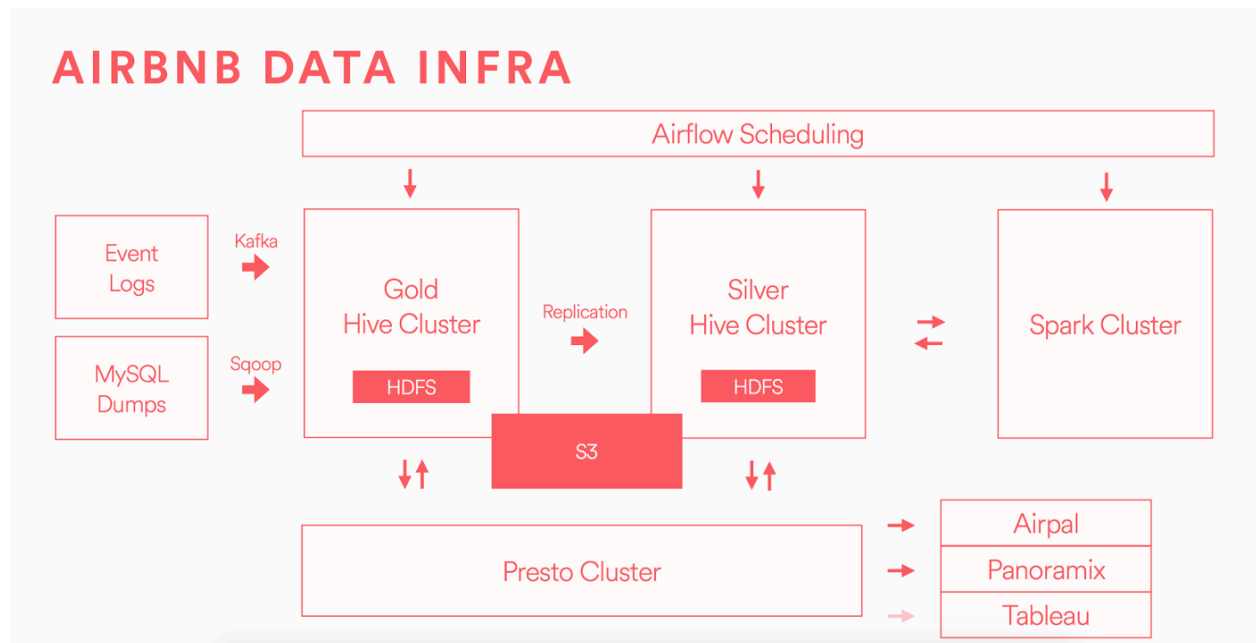 AIRBNB DATA INFRA
Airflow Scheduling
Event
Logs
Kafka
MySQL
Dumps
Sqoop
Gold
Hive Cluster
HDFS
Replication
Silver
Hive Cluster
HDFS
S3
Spark Cluster
Presto Cluster
Airpal
Panoramix
Tableau